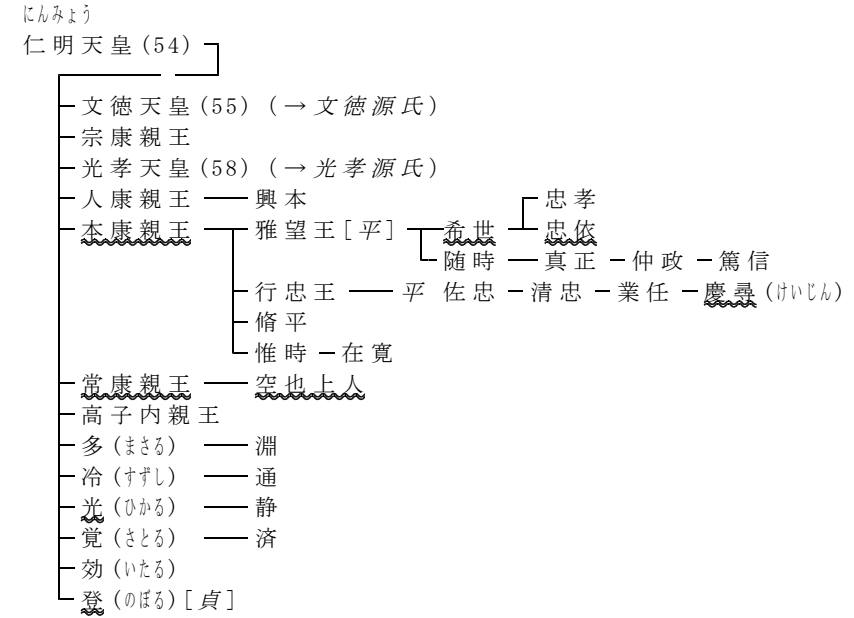 にんみょう
仁明天皇(54)
文徳天皇(55) (→文徳源氏)
宗康親王
光孝天皇(58) (→光孝源氏)
人康親王 興本 忠孝
本康親王 雅望王[平] 希世 忠依
随時 真正 仲政 篤信
行忠王 平 佐忠 清忠 業任 慶尋(けいじん)
脩平
惟時 在寛
常康親王 空也上人
高子内親王
多(まさる) 淵
冷(すずし) 通
光(ひかる) 静
覚(さとる) 済
効(いたる)
登(のぼる)[貞]